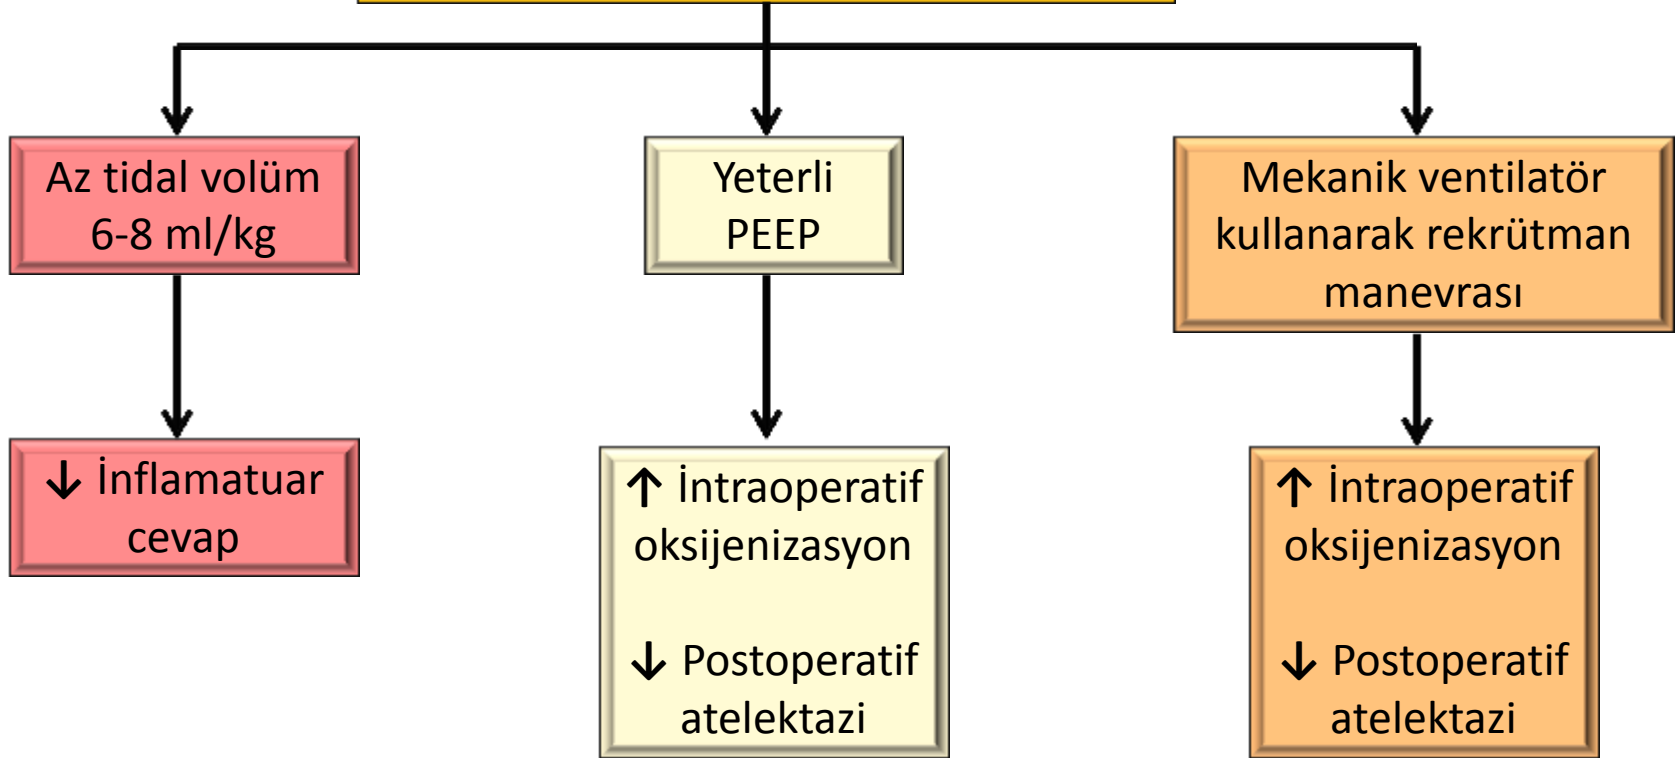 Az tidal volüm
6-8 ml/kg
Yeterli
PEEP
Mekanik ventilatör
kullanarak rekrütman
manevrası
↓ İnflamatuar
cevap
↑ İntraoperatif
oksijenizasyon
↓ Postoperatif
atelektazi
↑ İntraoperatif
oksijenizasyon
↓ Postoperatif
atelektazi